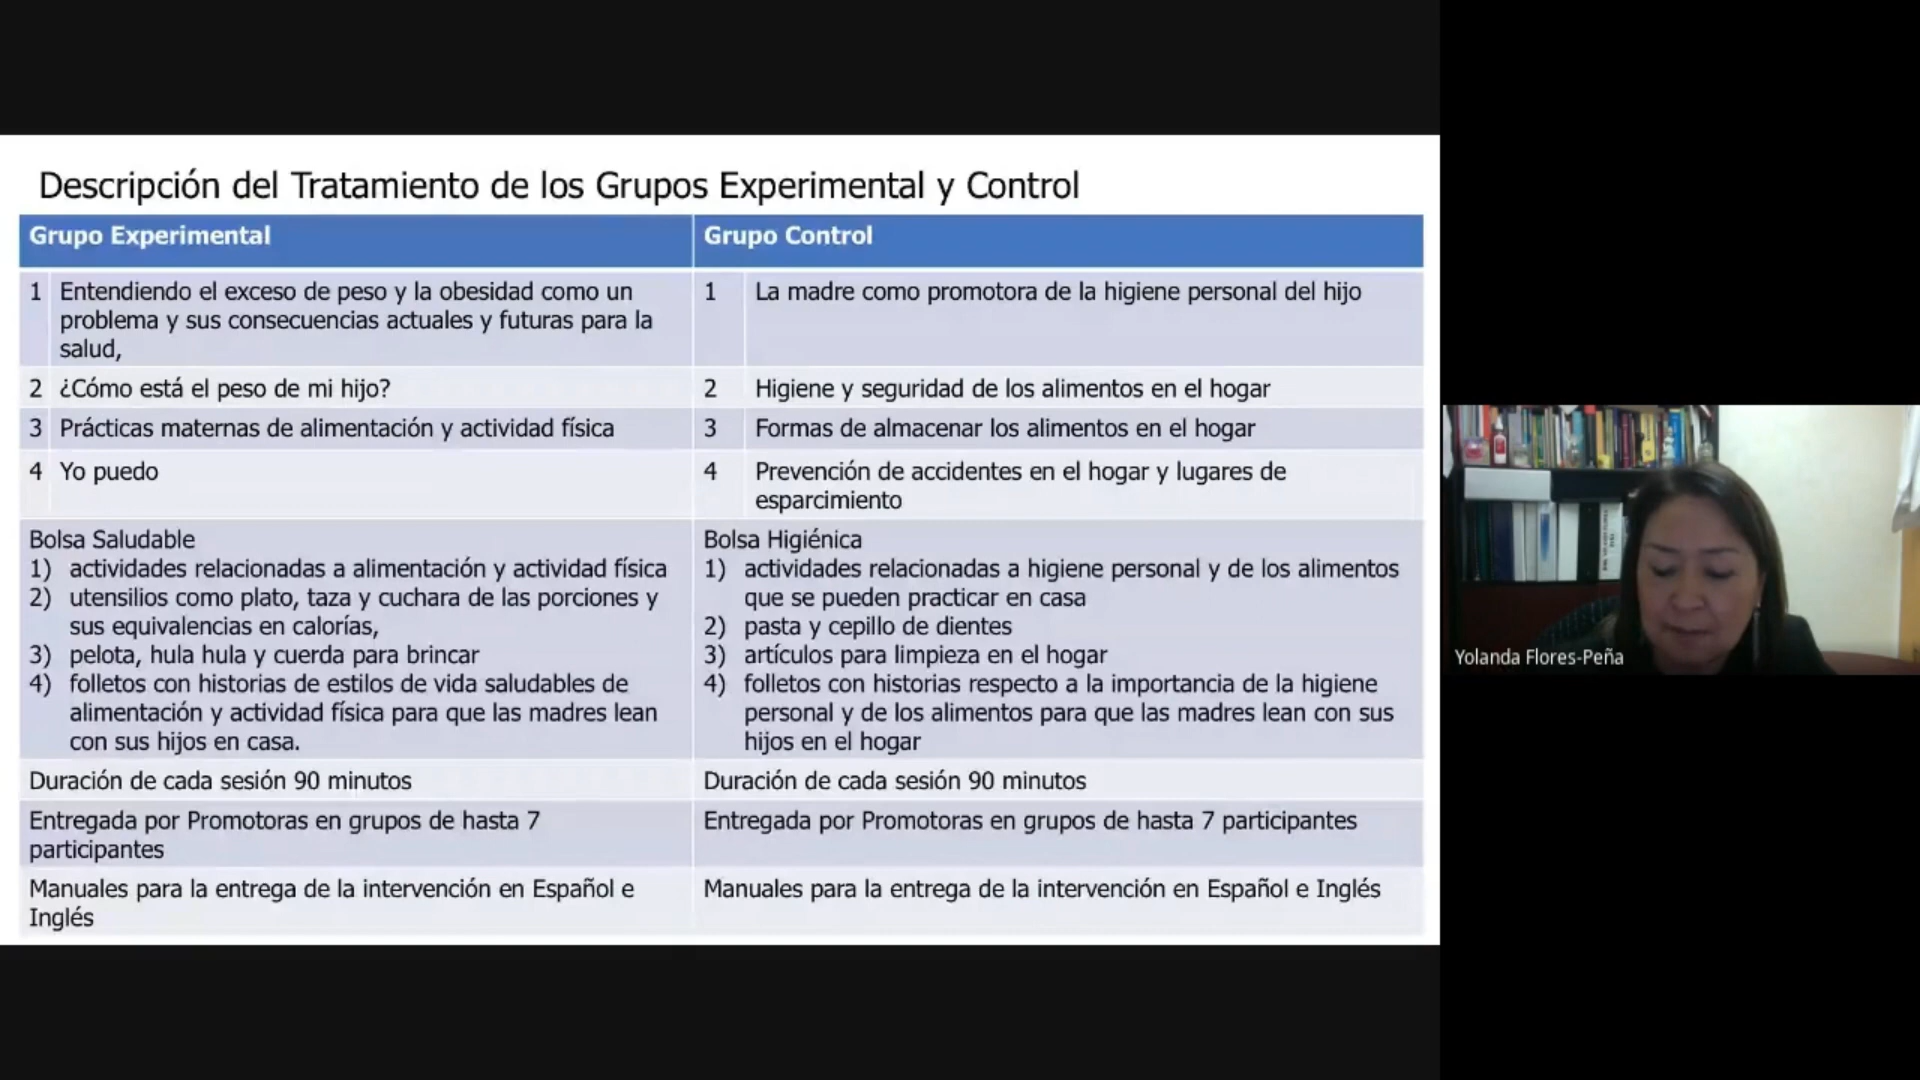 Descripción del Tratamiento de los Grupos Experimental y Control
Grupo Experimental
Grupo Control
1 Entendiendo el exceso de peso y la obesidad como un
problema y sus consecuencias actuales y futuras para la
salud,
1 La madre como promotora de la higiene personal del hijo
2 ¿Cómo está el peso de mi hijo?
2 Higiene y seguridad de los alimentos en el hogar
3 Prácticas maternas de alimentación y actividad física
3 Formas de almacenar los alimentos en el hogar
4 Yo puedo
4 Prevención de accidentes en el hogar y lugares de
esparcimiento
Bolsa Saludable
1) actividades relacionadas a alimentación y actividad física
2) utensilios como plato, taza y cuchara de las porciones y
sus equivalencias en calorías,
3) pelota, hula hula y cuerda para brincar
4) folletos con historias de estilos de vida saludables de
alimentación y actividad física para que las madres lean
con sus hijos en casa.
Bolsa Higiénica
1) actividades relacionadas a higiene personal y de los alimentos
que se pueden practicar en casa
2) pasta y cepillo de dientes
3) artículos para limpieza en el hogar
4) folletos con historias respecto a la importancia de la higiene
personal y de los alimentos para que las madres lean con sus
hijos en el hogar
Duración de cada sesión 90 minutos
Duración de cada sesión 90 minutos
Entregada por Promotoras en grupos de hasta 7
participantes
Entregada por Promotoras en grupos de hasta 7 participantes
Manuales para la entrega de la intervención en Español e
Inglés
Manuales para la entrega de la intervención en Español e Inglés
Yolanda Flores-Peña